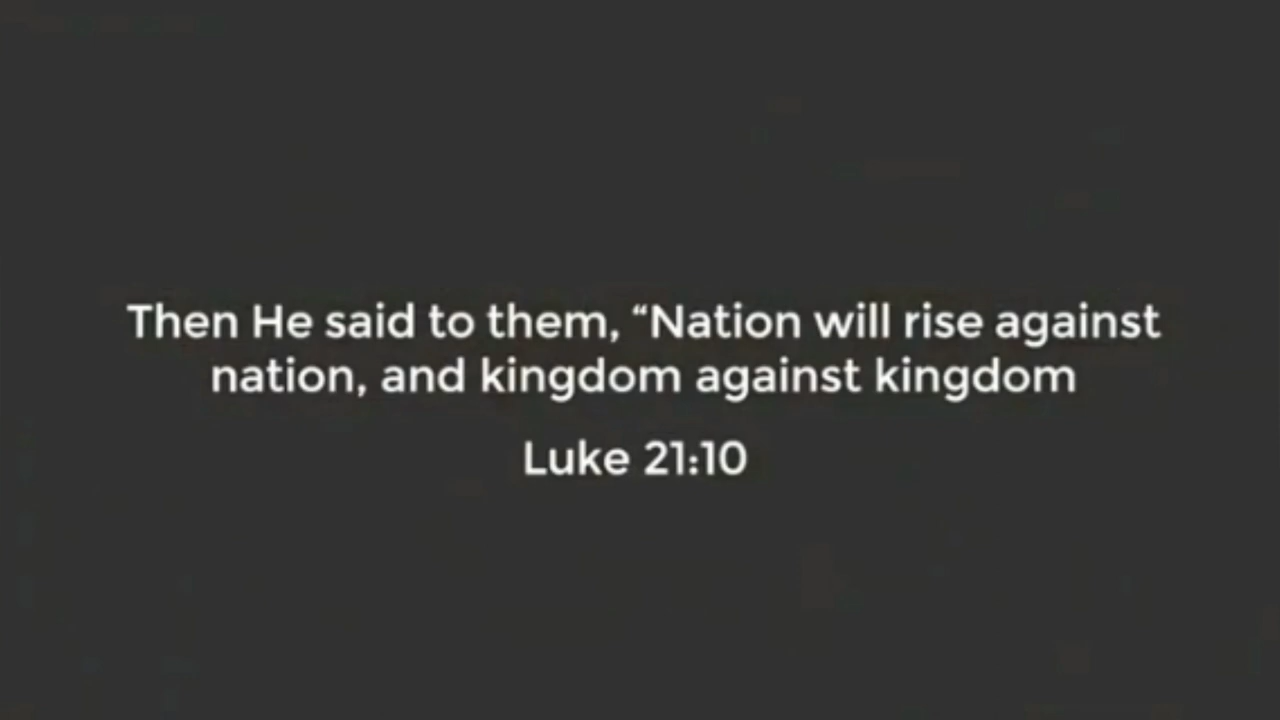 Then He said to them, “Nation will rise against
nation, and kingdom against kingdom
Luke 21:10